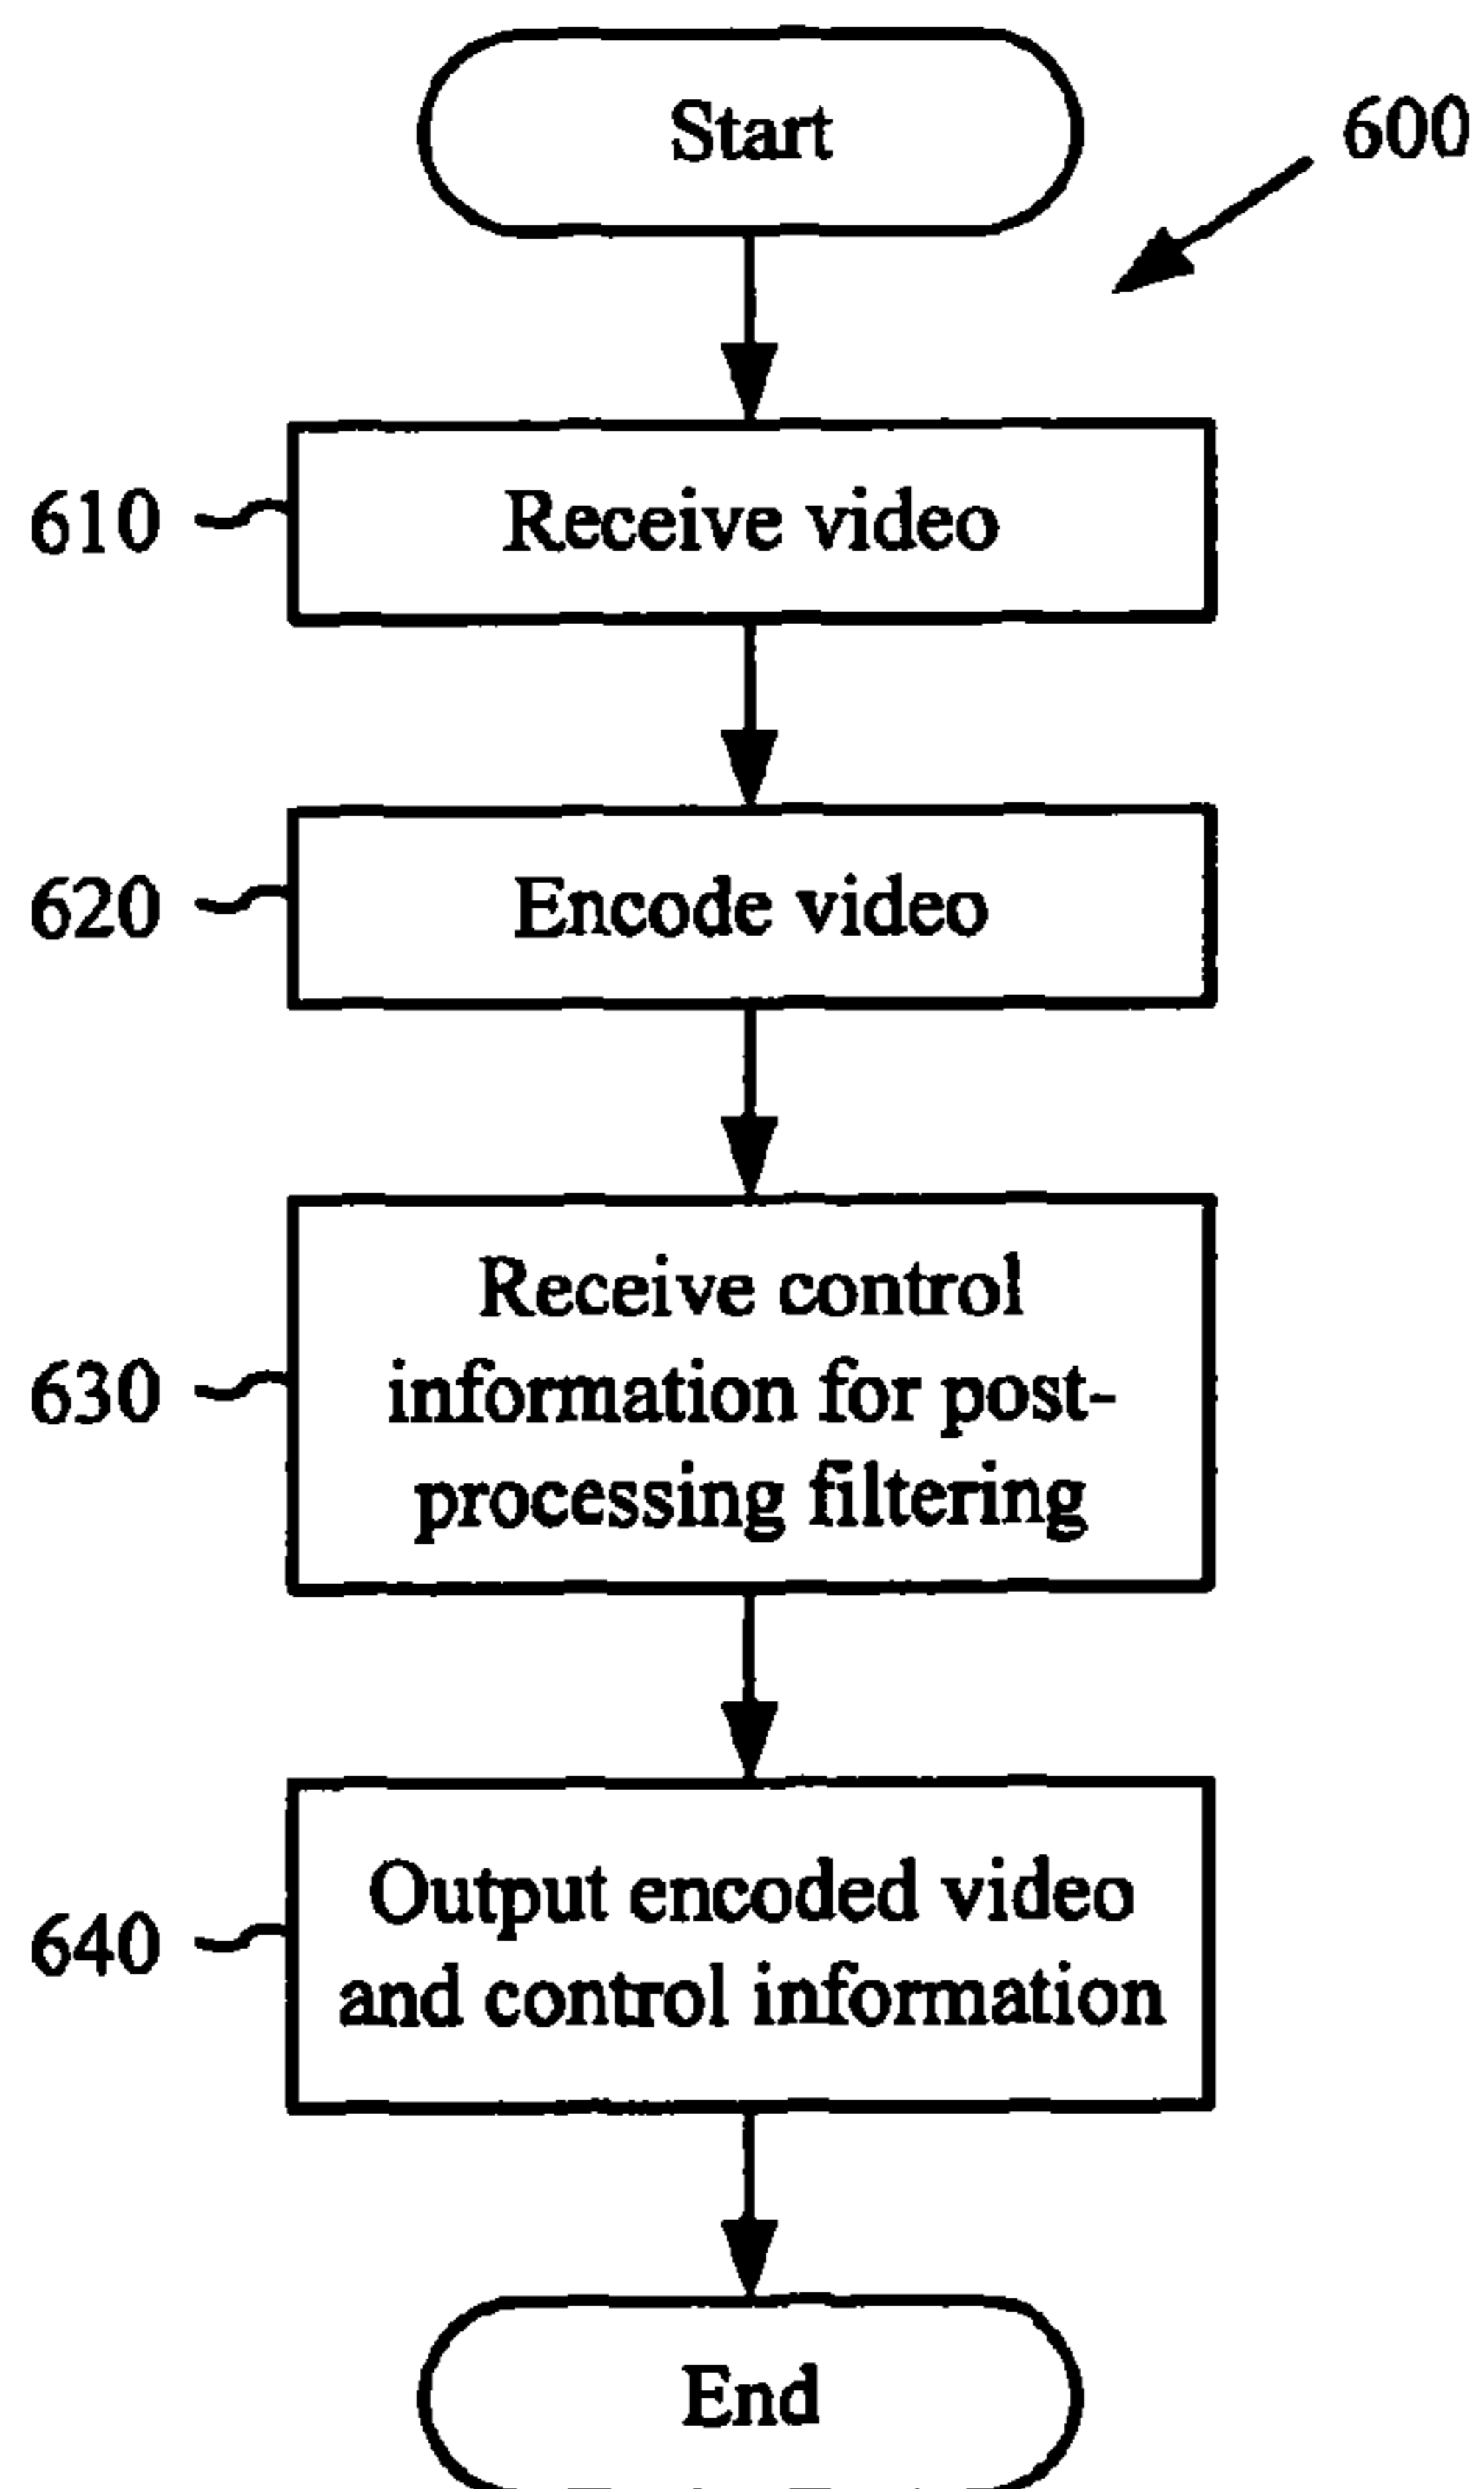 Start
600
610
Receive video
620
Encode video
630
Receive control
information for post-
processing filtering
640
Output encoded video
and control information
End